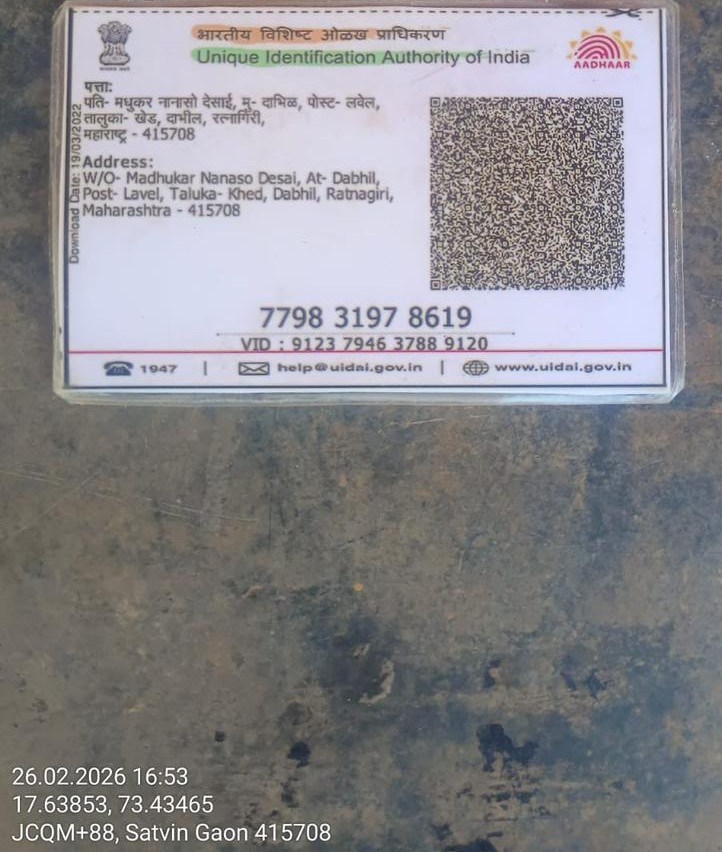 भारतीय विशिष्ट ओळख प्राधिकरण
Unique Identification Authority of India
AADHAAR
पत्ता:
पति- मधुकर नानासो देसाई, मु- दाभिळ, पोस्ट- लवेल,
तालुका- खेड, दाभील, रत्नागिरी,
महाराष्ट्र - 415708
Address:
W/O- Madhukar Nanaso Desai, At- Dabhil,
Post- Lavel, Taluka- Khed, Dabhil, Ratnagiri,
Maharashtra - 415708
Download Date: 19/03/2022
7798 3197 8619
VID : 9123 7946 3788 9120
1947 | help@uidai.gov.in | www.uidai.gov.in
26.02.2026 16:53
17.63853, 73.43465
JCQM+88, Satvin Gaon 415708